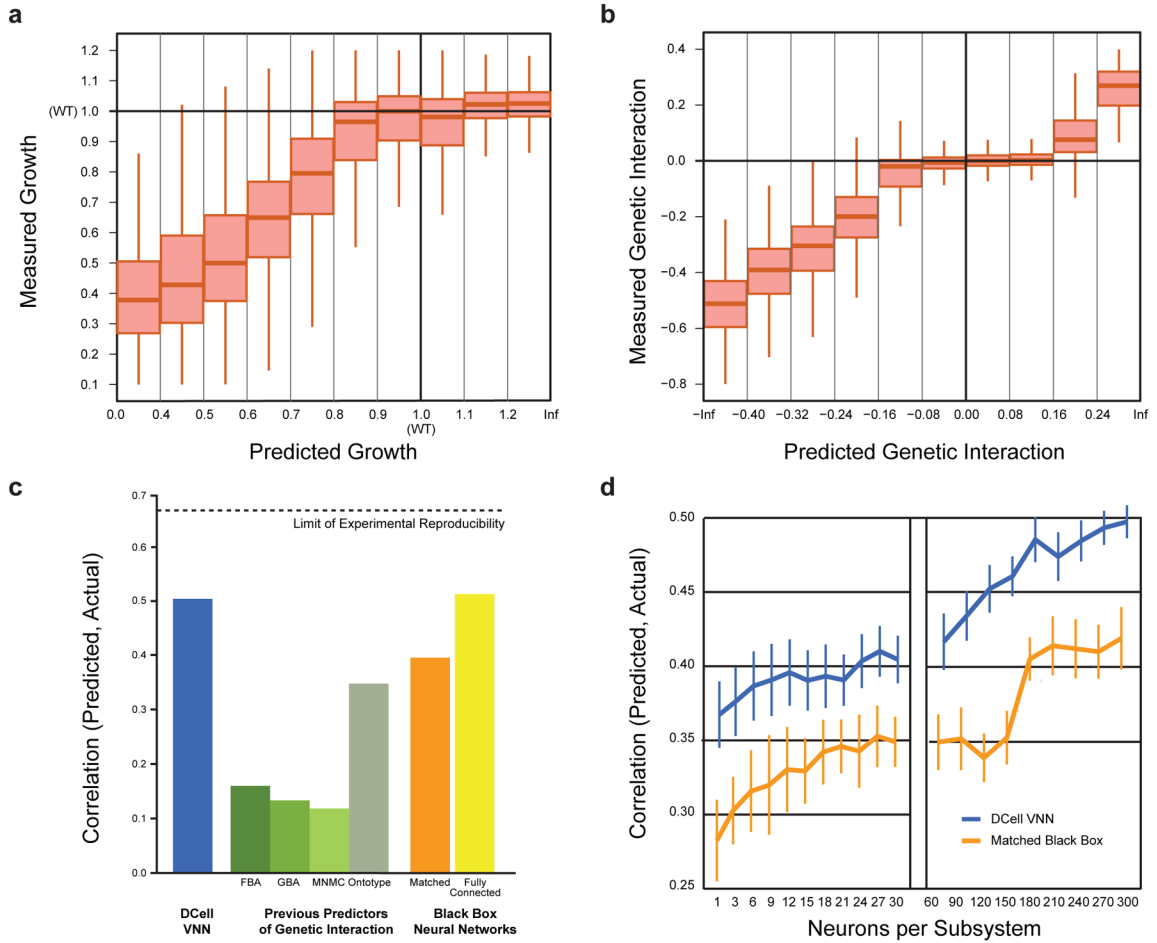 a
1.2
1.1
(WT) 1.0
0.9
0.8
0.7
0.6
0.5
0.4
0.3
0.2
0.1
Measured Growth
0.0 0.4 0.5 0.6 0.7 0.8 0.9 1.0 1.1 1.2 Inf
(WT)
Predicted Growth
b
0.4
0.2
0.0
−0.2
−0.4
−0.6
−0.8
Measured Genetic Interaction
−Inf −0.40 −0.32 −0.24 −0.16 −0.08 0.00 0.08 0.16 0.24 Inf
Predicted Genetic Interaction
c
0.7
0.6
0.5
0.4
0.3
0.2
0.1
0.0
Correlation (Predicted, Actual)
Limit of Experimental Reproducibility
FBA GBA MNMC Ontotype Matched Fully
Connected
DCell
VNN
Previous Predictors
of Genetic Interaction
Black Box
Neural Networks
d
0.50
0.45
0.40
0.35
0.30
0.25
Correlation (Predicted, Actual)
DCell VNN
Matched Black Box
1 3 6 9 12 15 18 21 24 27 30 60 90 120 150 180 210 240 270 300
Neurons per Subsystem